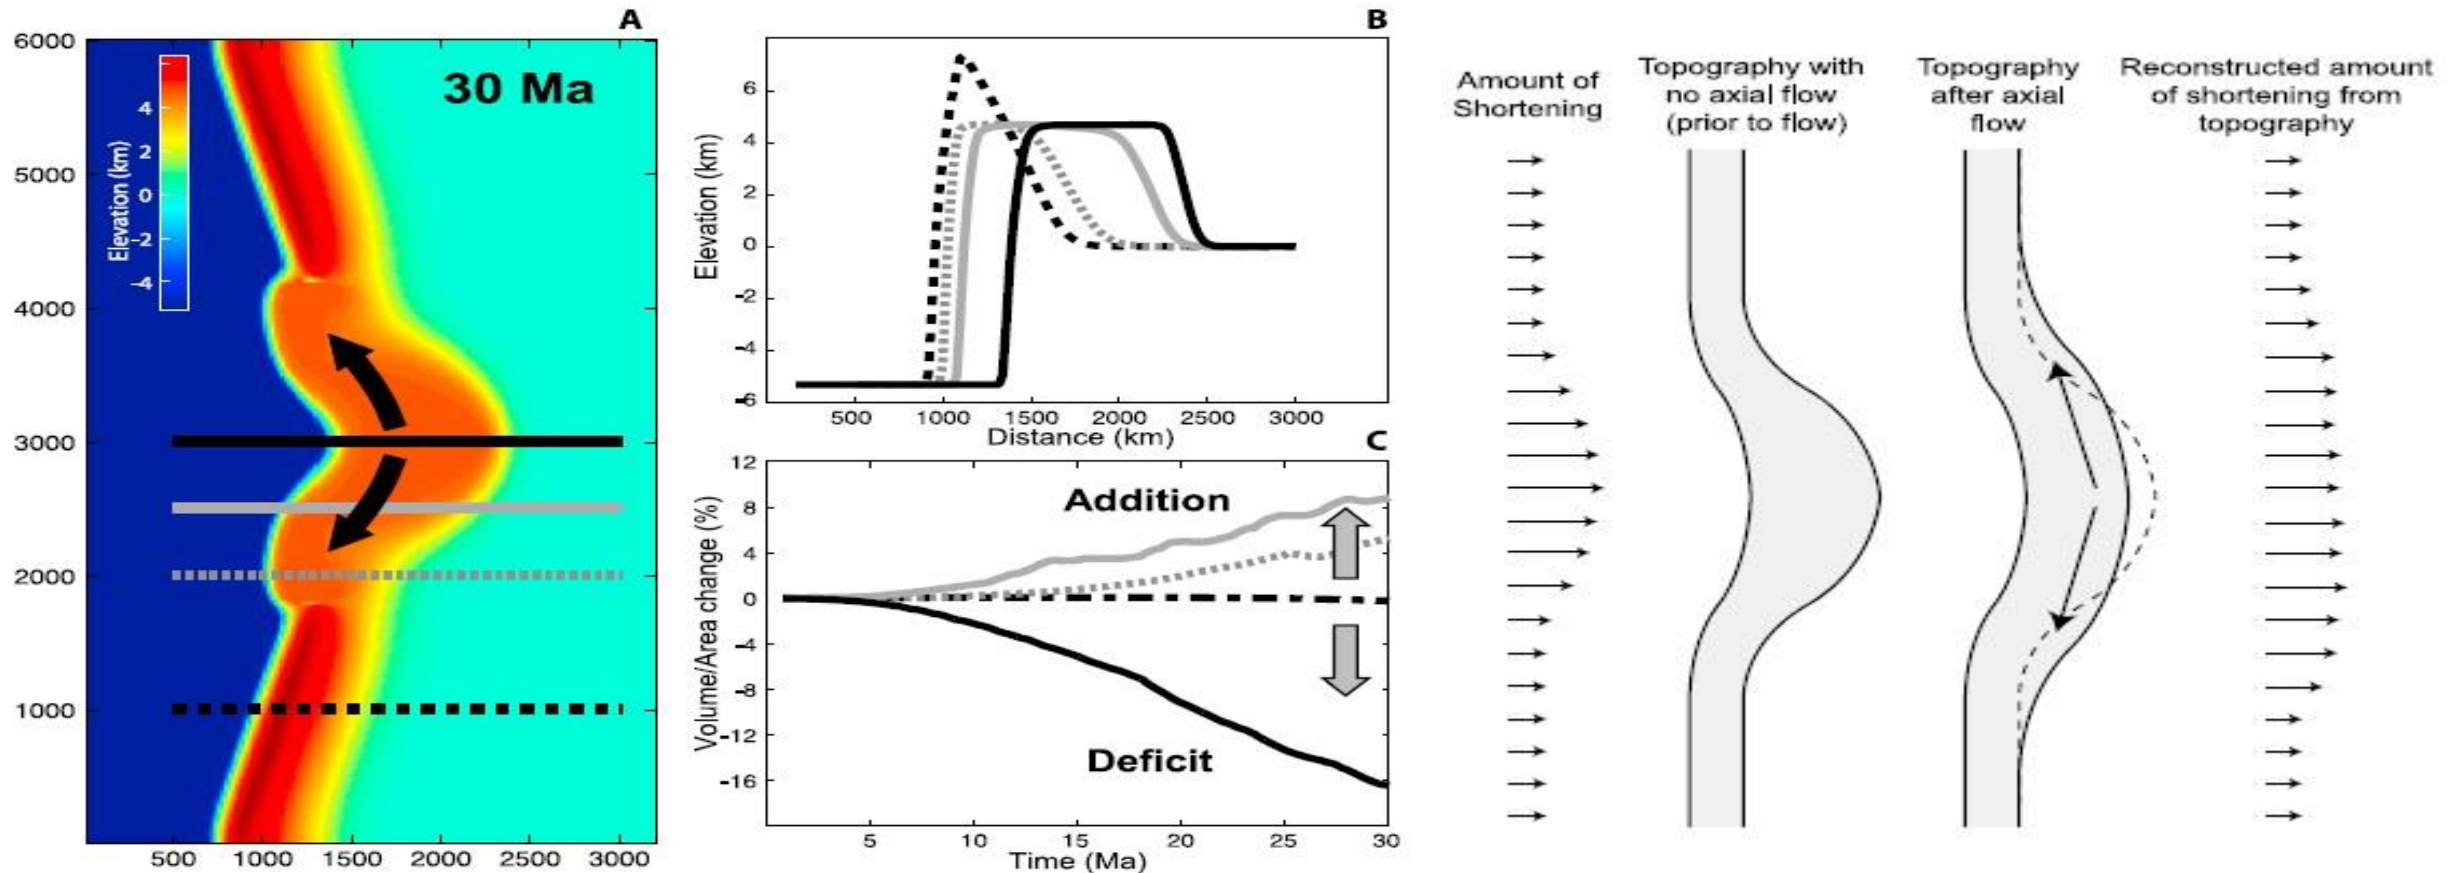 A
6000
5000
4000
3000
2000
1000
500 1000 1500 2000 2500 3000
30 Ma
Elevation (km)
4
2
0
-2
-4
B
Elevation (km)
6
4
2
0
-2
-4
-6
500 1000 1500 2000 2500 3000
Distance (km)
C
Volume/Area change (%)
12
8
4
0
-4
-8
-12
-16
Addition
Deficit
5 10 15 20 25 30
Time (Ma)
Amount of
Shortening
Topography with
no axial flow
(prior to flow)
Topography
after axial
flow
Reconstructed amount
of shortening from
topography